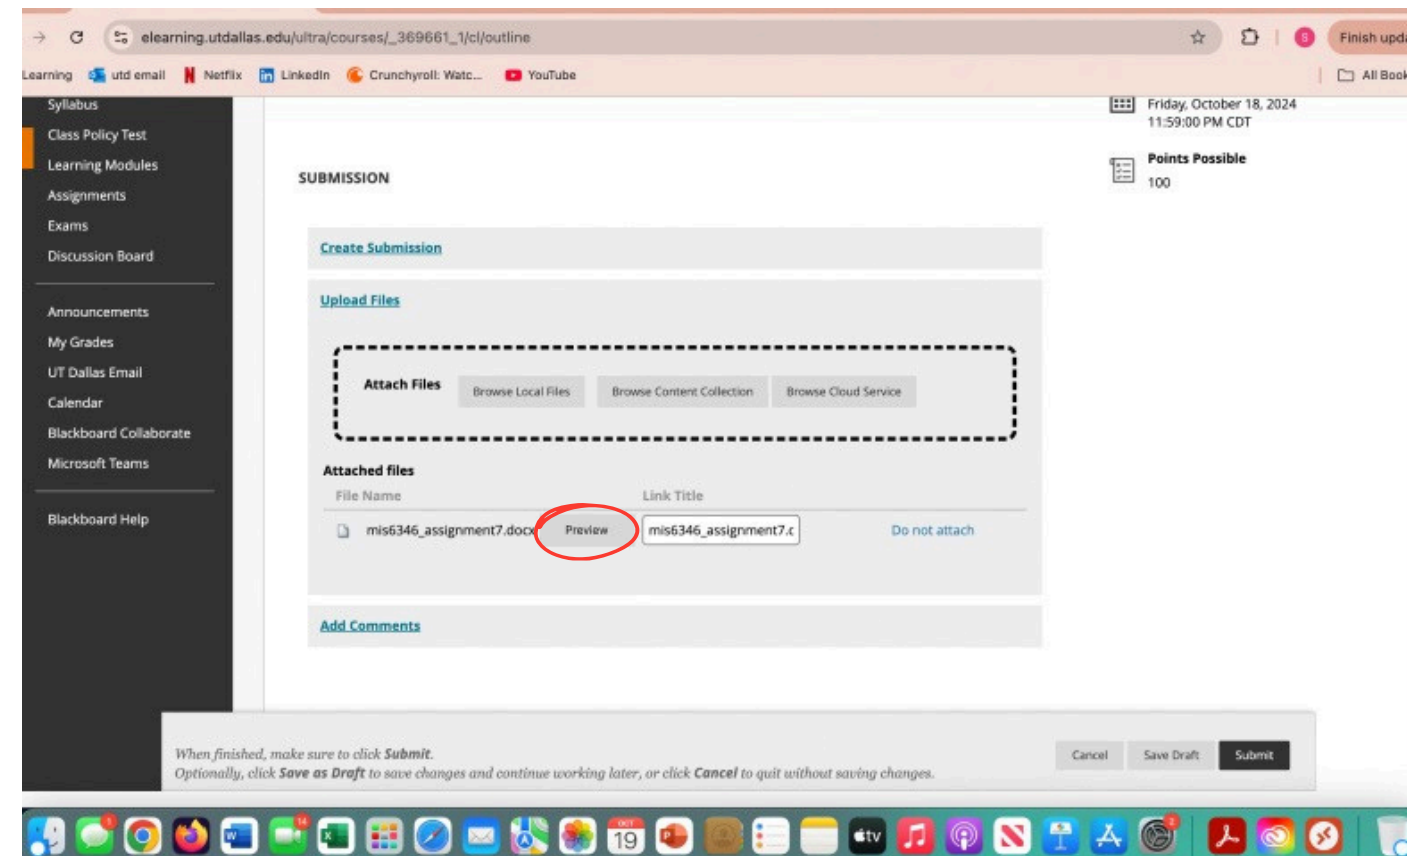 elearning.utdallas.edu/ultra/courses/_369661_1/cl/outline
S
Finish upda
Learning
utd email
Netflix
LinkedIn
Crunchyroll: Watc...
YouTube
All Book
Syllabus
Class Policy Test
Learning Modules
Assignments
Exams
Discussion Board
Announcements
My Grades
UT Dallas Email
Calendar
Blackboard Collaborate
Microsoft Teams
Blackboard Help
Friday, October 18, 2024
11:59:00 PM CDT
Points Possible
100
SUBMISSION
Create Submission
Upload Files
Attach Files
Browse Local Files
Browse Content Collection
Browse Cloud Service
Attached files
File Name
Link Title
mis6346_assignment7.docx
Preview
mis6346_assignment7.c
Do not attach
Add Comments
When finished, make sure to click Submit.
Optionally, click Save as Draft to save changes and continue working later, or click Cancel to quit without saving changes.
Cancel
Save Draft
Submit
OCT
19
tv